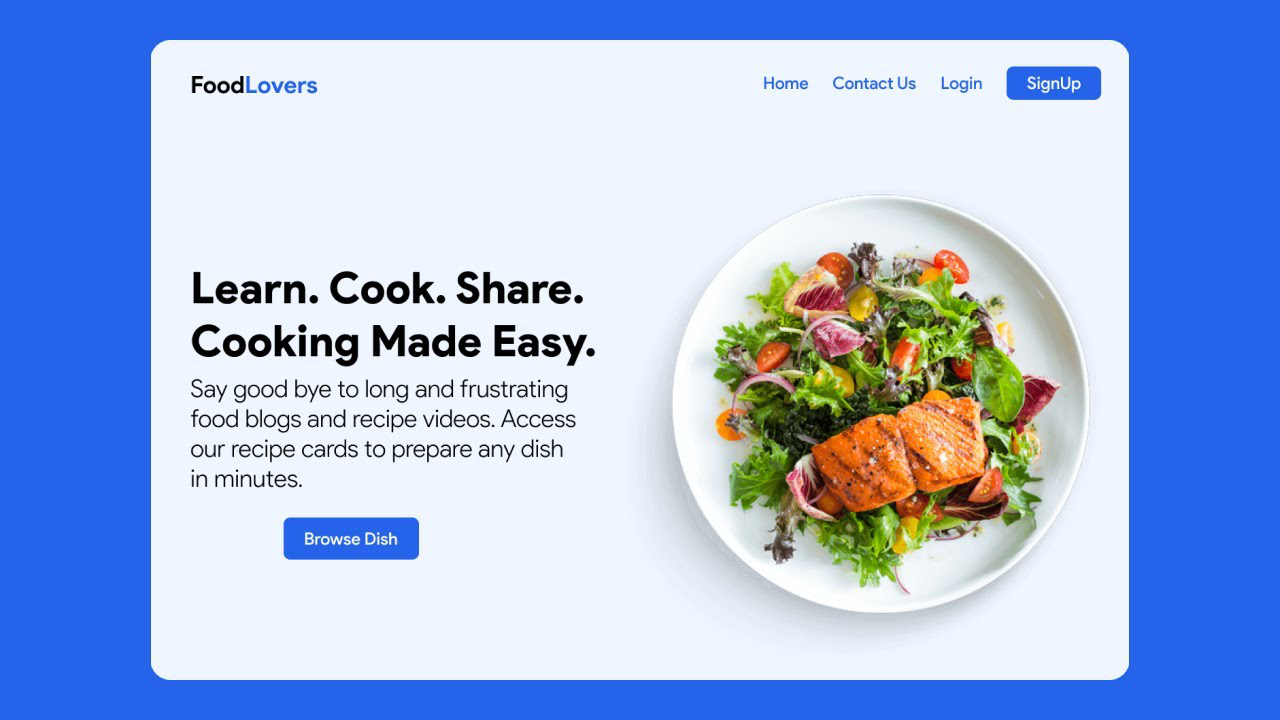 FoodLovers
Home Contact Us Login SignUp
Learn. Cook. Share.
Cooking Made Easy.
Say good bye to long and frustrating
food blogs and recipe videos. Access
our recipe cards to prepare any dish
in minutes.
Browse Dish